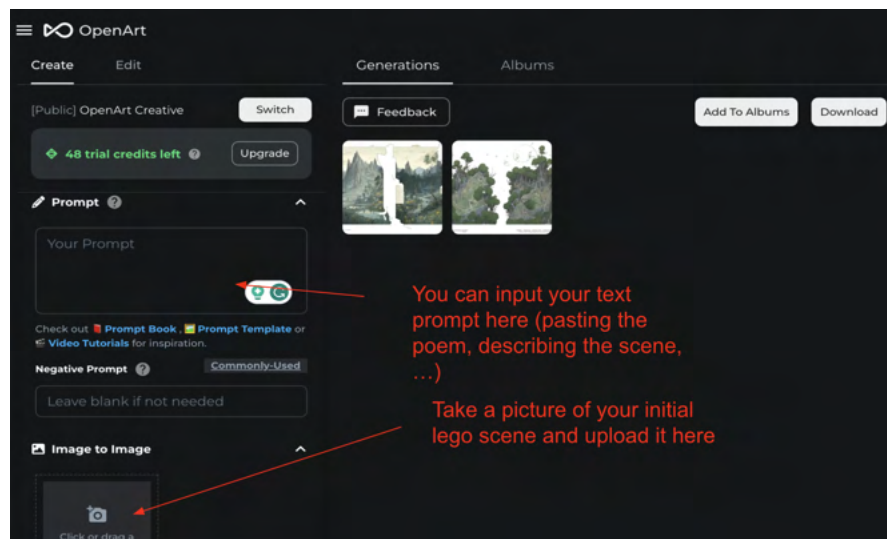 OpenArt
Create Edit
Generations Albums
[Public] OpenArt Creative Switch
Feedback
Add To Albums Download
48 trial credits left Upgrade
Prompt
Your Prompt
You can input your text
prompt here (pasting the
poem, describing the scene,
...)
Check out Prompt Book , Prompt Template or
Video Tutorials for inspiration.
Negative Prompt Commonly-Used
Leave blank if not needed
Take a picture of your initial
lego scene and upload it here
Image to Image
Click or drag a